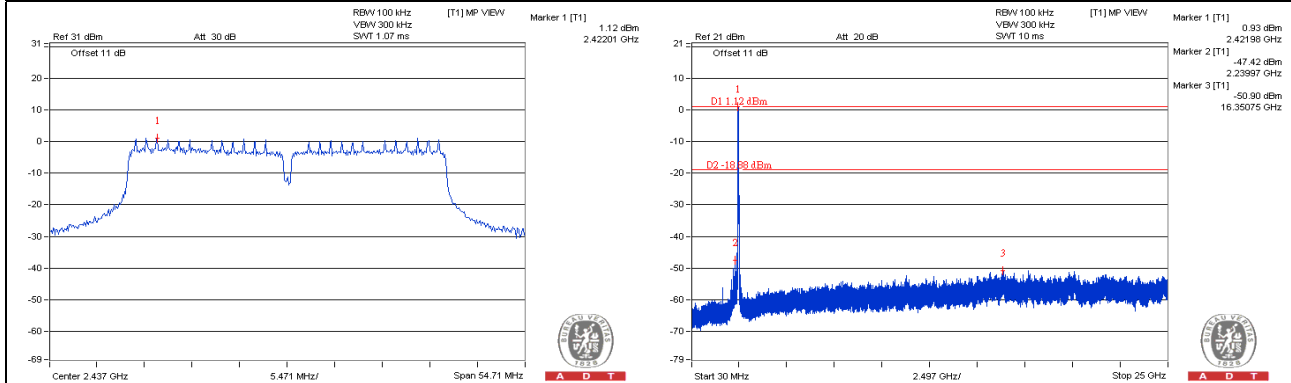 RBW 100 kHz [T1] MP VIEW
VBW 300 kHz
Ref 31 dBm Att 30 dB SWT 1.07 ms
Marker 1 [T1]
1.12 dBm
2.42201 GHz
31
Offset 11 dB
20
10
1
0
-10
-20
-30
-40
-50
-60
-69
Center 2.437 GHz 5.471 MHz/ Span 54.71 MHz
BUREAU VERITAS
1828
A D T
RBW 100 kHz [T1] MP VIEW
VBW 300 kHz
Ref 21 dBm Att 20 dB SWT 10 ms
Marker 1 [T1]
0.93 dBm
2.42198 GHz
Marker 2 [T1]
-47.42 dBm
2.23997 GHz
Marker 3 [T1]
-50.90 dBm
16.35075 GHz
21
Offset 11 dB
10
1
D1 1.12 dBm
0
-10
D2 -18.88 dBm
-20
-30
-40
2
3
-50
-60
-70
-79
Start 30 MHz 2.497 GHz/ Stop 25 GHz
BUREAU VERITAS
1828
A D T